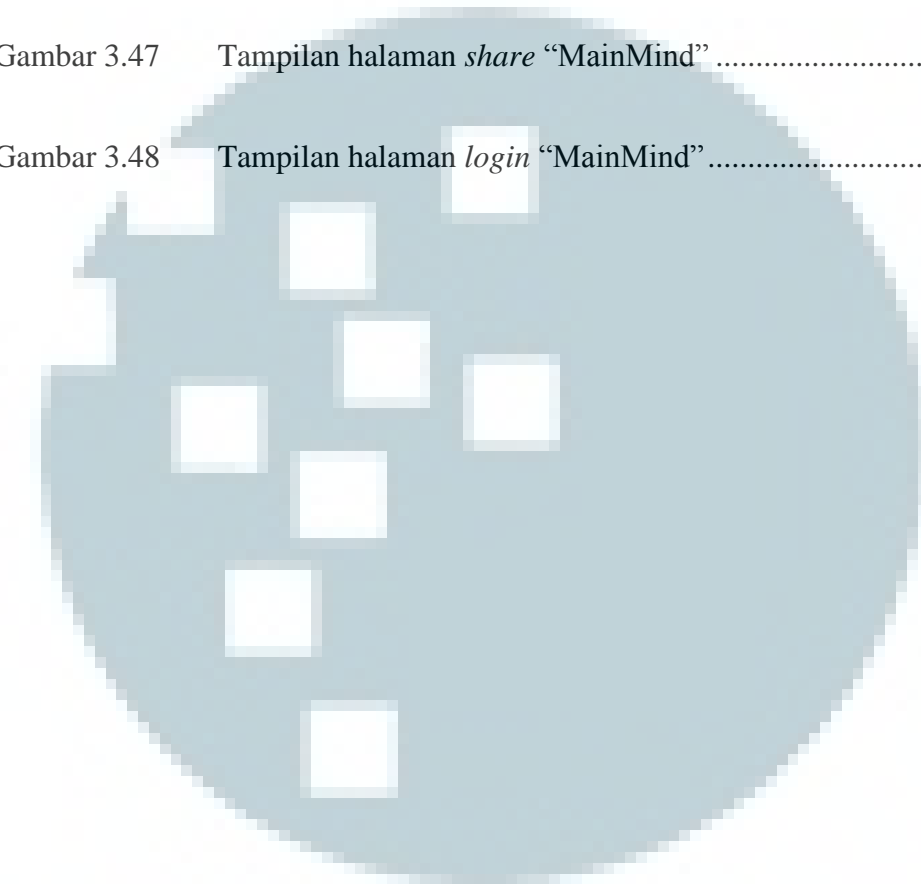 Gambar 3.47 Tampilan halaman share “MainMind” ..........................
Gambar 3.48 Tampilan halaman login “MainMind” ...........................